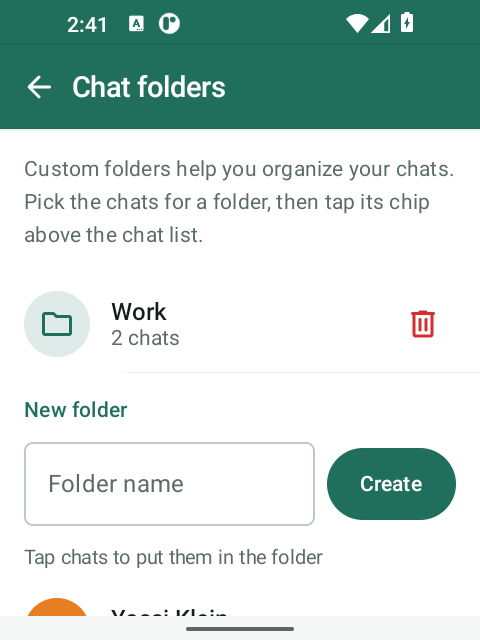 2:41
Chat folders
Custom folders help you organize your chats.
Pick the chats for a folder, then tap its chip
above the chat list.
Work
2 chats
New folder
Folder name
Create
Tap chats to put them in the folder
Yossi Klein